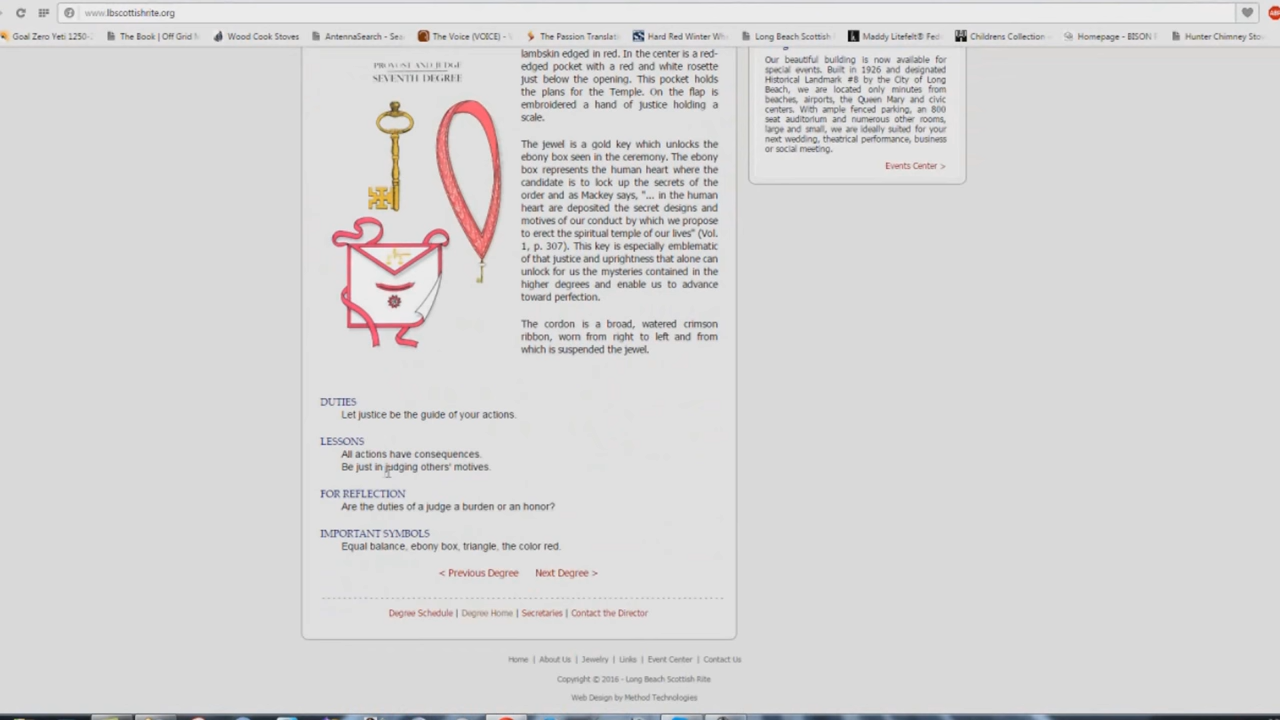 www.lbscottishrite.org
Goal Zero Yeti 1250-
The Book | Off Grid
Wood Cook Stoves
AntennaSearch - Sea
The Voice (VOICE) -
The Passion Translati
Hard Red Winter Wh
Long Beach Scottish
Maddy Litefelt® Fed
Childrens Collection
Homepage - BISON
Hunter Chimney Sto
PROVOST AND JUDGE
SEVENTH DEGREE
lambskin edged in red. In the center is a red-
edged pocket with a red and white rosette
just below the opening. This pocket holds
the plans for the Temple. On the flap is
embroidered a hand of justice holding a
scale.
The jewel is a gold key which unlocks the
ebony box seen in the ceremony. The ebony
box represents the human heart where the
candidate is to lock up the secrets of the
order and as Mackey says, "... in the human
heart are deposited the secret designs and
motives of our conduct by which we propose
to erect the spiritual temple of our lives" (Vol.
1, p. 307). This key is especially emblematic
of that justice and uprightness that alone can
unlock for us the mysteries contained in the
higher degrees and enable us to advance
toward perfection.
The cordon is a broad, watered crimson
ribbon, worn from right to left and from
which is suspended the jewel.
DUTIES
Let justice be the guide of your actions.
LESSONS
All actions have consequences.
Be just in judging others' motives.
FOR REFLECTION
Are the duties of a judge a burden or an honor?
IMPORTANT SYMBOLS
Equal balance, ebony box, triangle, the color red.
< Previous Degree Next Degree >
Degree Schedule | Degree Home | Secretaries | Contact the Director
Our beautiful building is now available for
special events. Built in 1926 and designated
Historical Landmark #8 by the City of Long
Beach, we are located only minutes from
beaches, airports, the Queen Mary and civic
centers. With ample fenced parking, an 800
seat auditorium and numerous other rooms,
large and small, we are ideally suited for your
next wedding, theatrical performance, business
or social meeting.
Events Center >
Home | About Us | Jewelry | Links | Event Center | Contact Us
Copyright © 2016 - Long Beach Scottish Rite
Web Design by Method Technologies